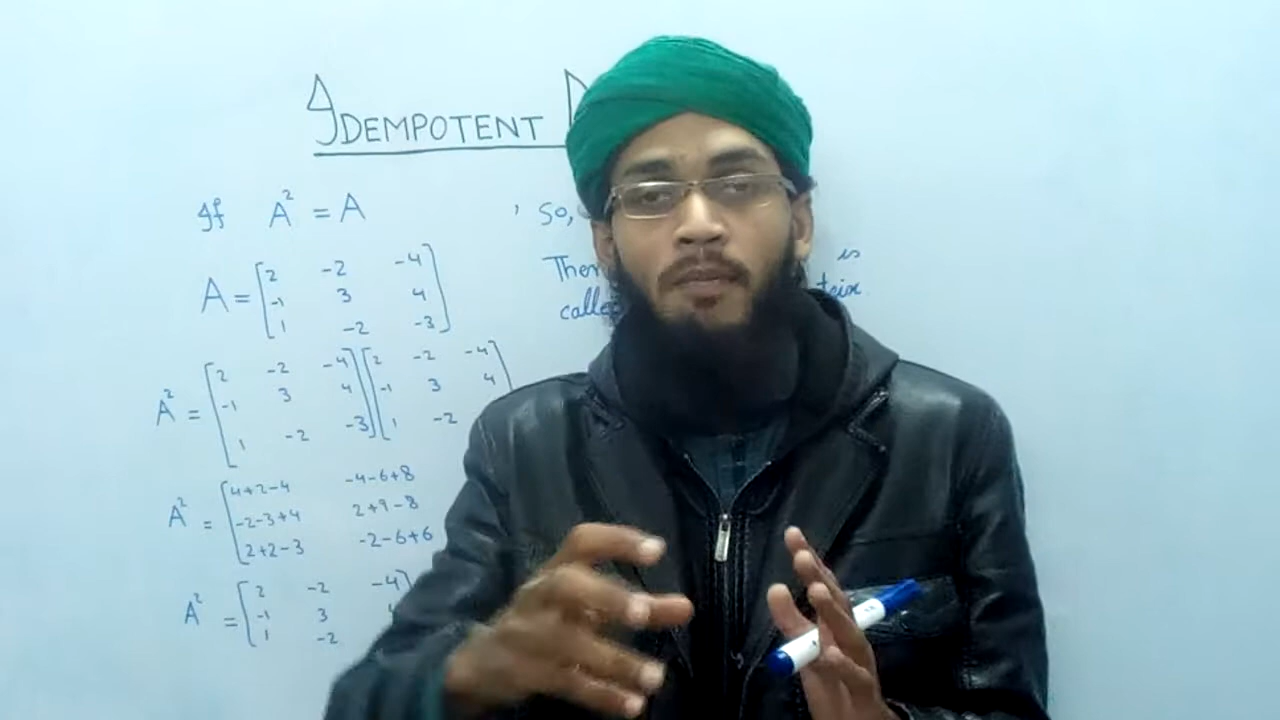 IDEMPOTENT
If A² = A , So,
A = [ 2 -2 -4
-1 3 4
1 -2 -3 ]
is
called
A² = [ 2 -2 -4 ] [ 2 -2 -4 ]
-1 3 4 -1 3 4
1 -2 -3 1 -2
A² = [ 4+2-4 -4-6+8
-2-3+4 2+9-8
2+2-3 -2-6+6
A² = [ 2 -2 -4 ]
-1 3
1 -2